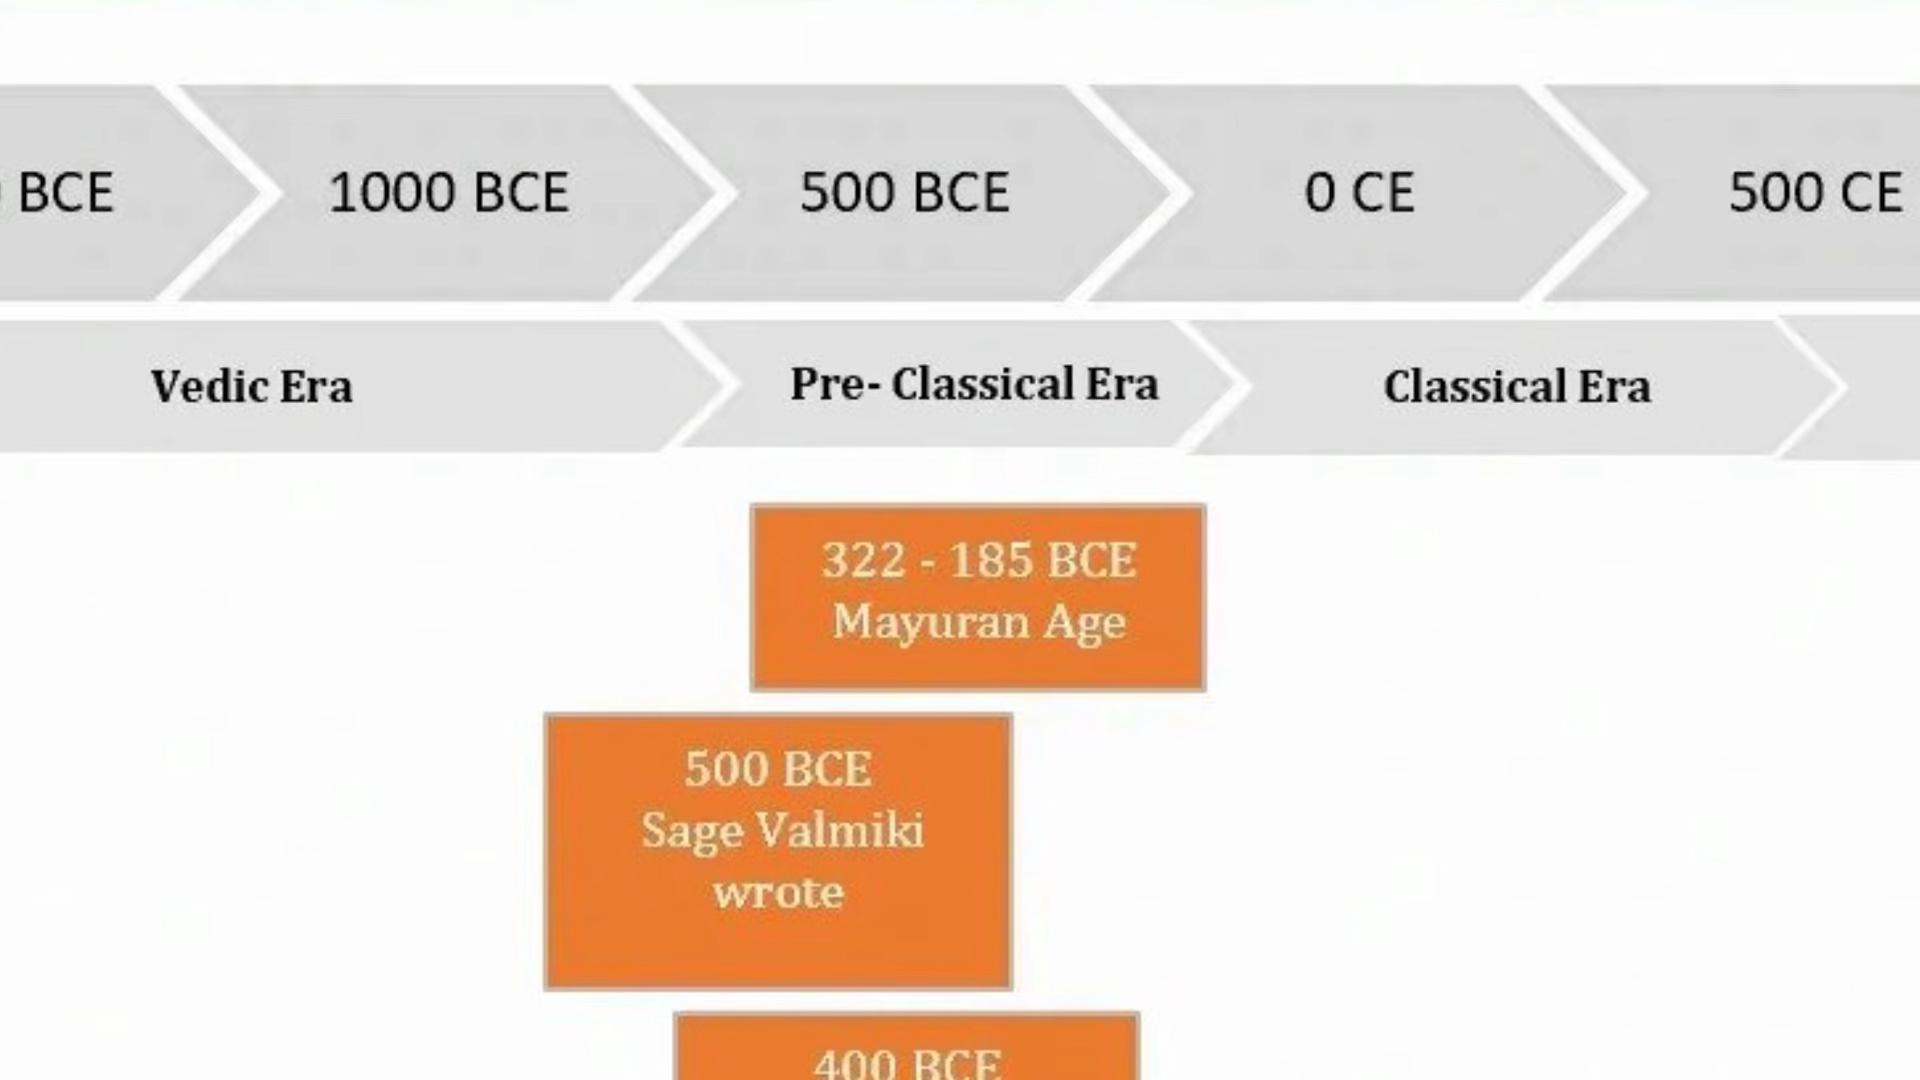 BCE
1000 BCE
500 BCE
0 CE
500 CE
Vedic Era
Pre- Classical Era
Classical Era
322 - 185 BCE
Mayuran Age
500 BCE
Sage Valmiki
wrote
400 BCE